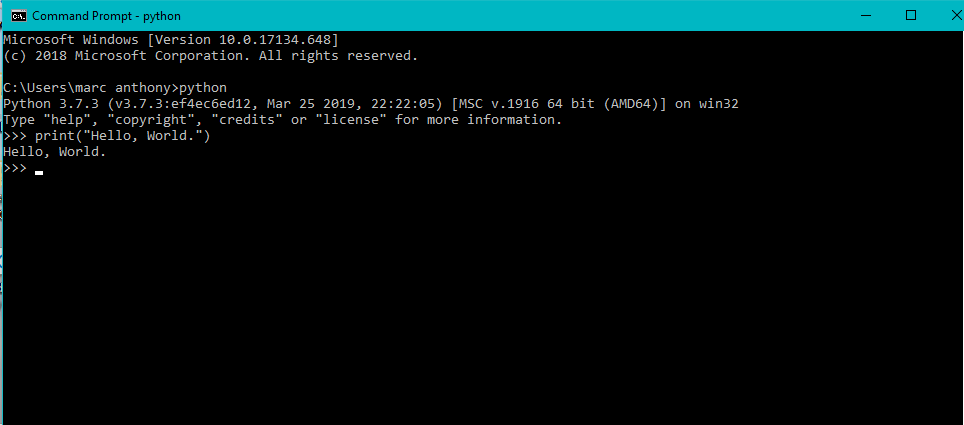 Command Prompt - python
Microsoft Windows [Version 10.0.17134.648]
(c) 2018 Microsoft Corporation. All rights reserved.
C:\Users\marc anthony>python
Python 3.7.3 (v3.7.3:ef4ec6ed12, Mar 25 2019, 22:22:05) [MSC v.1916 64 bit (AMD64)] on win32
Type "help", "copyright", "credits" or "license" for more information.
>>> print("Hello, World.")
Hello, World.
>>>